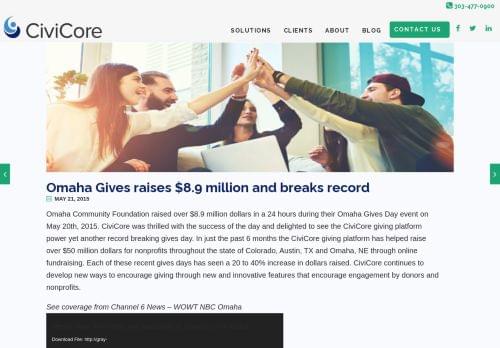 303-477-0900
CiviCore
SOLUTIONS CLIENTS ABOUT BLOG CONTACT US
Omaha Gives raises $8.9 million and breaks record
MAY 21, 2015
Omaha Community Foundation raised over $8.9 million dollars in a 24 hours during their Omaha Gives Day event on
May 20th, 2015. CiviCore was thrilled with the success of the day and delighted to see the CiviCore giving platform
power yet another record breaking gives day. In just the past 6 months the CiviCore giving platform has helped raise
over $50 million dollars for nonprofits throughout the state of Colorado, Austin, TX and Omaha, NE through online
fundraising. Each of these recent gives days has seen a 20 to 40% increase in dollars raised. CiviCore continues to
develop new ways to encourage giving through new and innovative features that encourage engagement by donors and
nonprofits.
See coverage from Channel 6 News – WOWT NBC Omaha
Download File: http://gray-